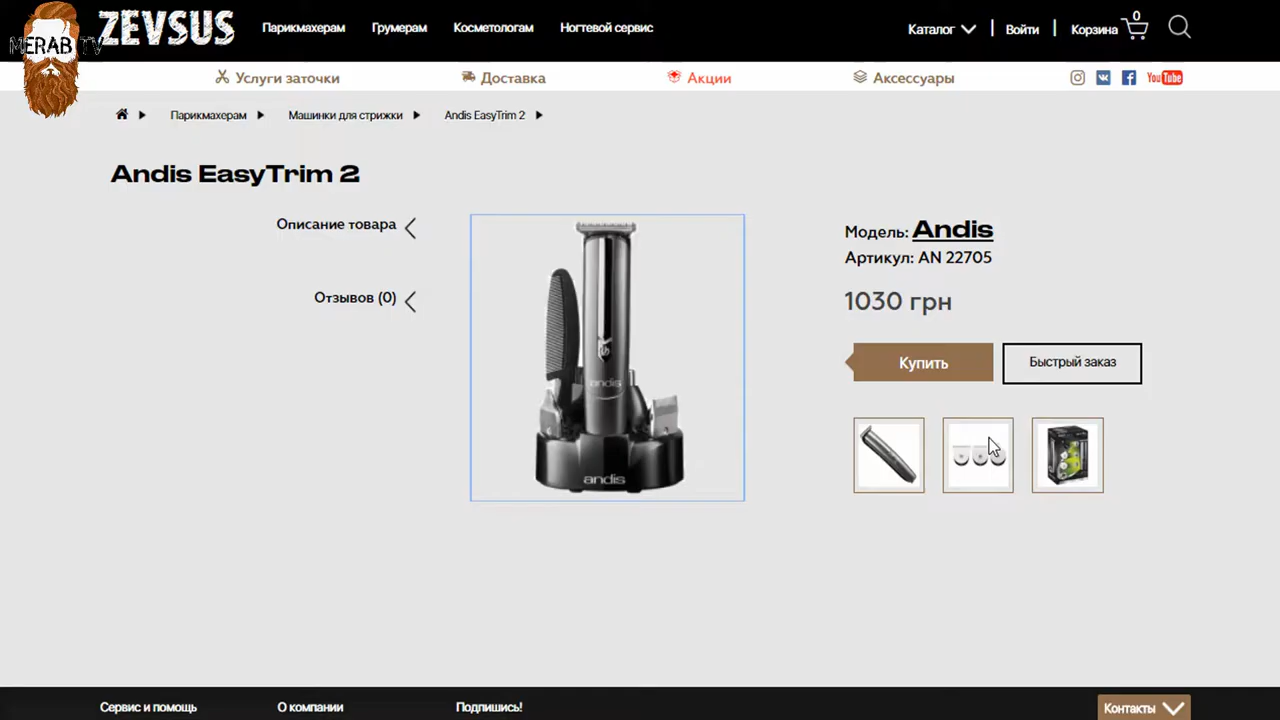 MERAB TV
ZEVSUS
Парикмахерам
Грумерам
Косметологам
Ногтевой сервис
Каталог
Войти
Корзина
0
Услуги заточки
Доставка
Акции
Аксессуары
You Tube
Парикмахерам
Машинки для стрижки
Andis EasyTrim 2
Andis EasyTrim 2
Описание товара
Отзывов (0)
andis
andis
Модель: Andis
Артикул: AN 22705
1030 грн
Купить
Быстрый заказ
Сервис и помощь
О компании
Подпишись!
Контакты